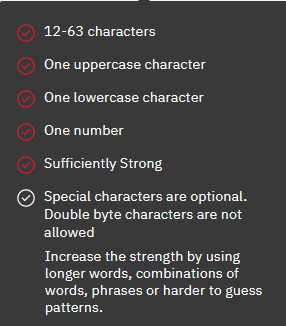 12-63 characters
One uppercase character
One lowercase character
One number
Sufficiently Strong
Special characters are optional.
Double byte characters are not
allowed
Increase the strength by using
longer words, combinations of
words, phrases or harder to guess
patterns.